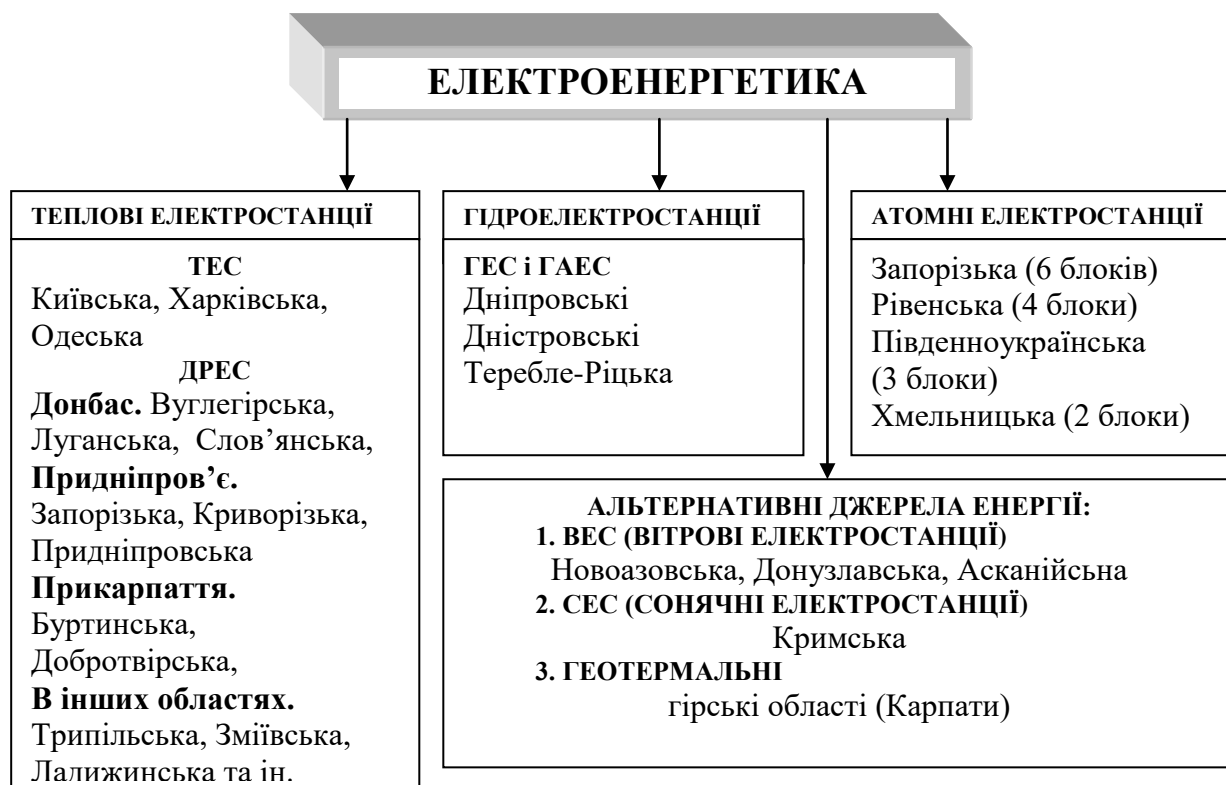 ЕЛЕКТРОЕНЕРГЕТИКА
ТЕПЛОВІ ЕЛЕКТРОСТАНЦІЇ
ТЕС
Київська, Харківська,
Одеська
ДРЕС
Донбас. Вуглегірська,
Луганська, Слов’янська,
Придніпров’є.
Запорізька, Криворізька,
Придніпровська
Прикарпаття.
Буртинська,
Добротвірська,
В інших областях.
Трипільська, Зміївська,
Ладижинська та ін.
ГІДРОЕЛЕКТРОСТАНЦІЇ
ГЕС і ГАЕС
Дніпровські
Дністровські
Теребле-Ріцька
АТОМНІ ЕЛЕКТРОСТАНЦІЇ
Запорізька (6 блоків)
Рівенська (4 блоки)
Південноукраїнська
(3 блоки)
Хмельницька (2 блоки)
АЛЬТЕРНАТИВНІ ДЖЕРЕЛА ЕНЕРГІЇ:
1. ВЕС (ВІТРОВІ ЕЛЕКТРОСТАНЦІЇ)
Новоазовська, Донузлавська, Асканійсьна
2. СЕС (СОНЯЧНІ ЕЛЕКТРОСТАНЦІЇ)
Кримська
3. ГЕОТЕРМАЛЬНІ
гірські області (Карпати)